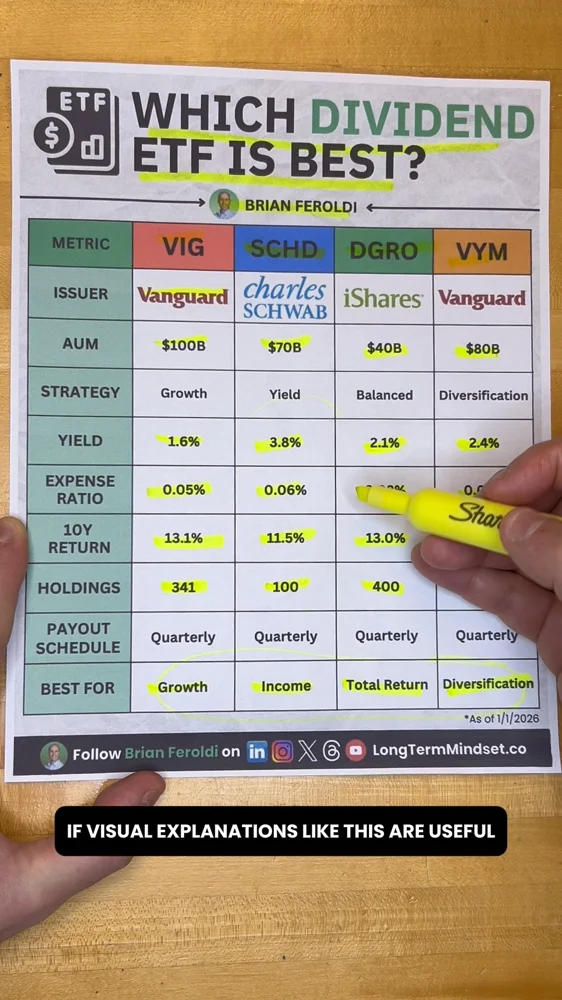 ETF
$
WHICH DIVIDEND
ETF IS BEST?
BRIAN FEROLDI
METRIC VIG SCHD DGRO VYM
ISSUER Vanguard charles SCHWAB iShares Vanguard
AUM $100B $70B $40B $80B
STRATEGY Growth Yield Balanced Diversification
YIELD 1.6% 3.8% 2.1% 2.4%
EXPENSE RATIO 0.05% 0.06%
10Y RETURN 13.1% 11.5% 13.0%
HOLDINGS 341 100 400
PAYOUT SCHEDULE Quarterly Quarterly Quarterly Quarterly
BEST FOR Growth Income Total Return Diversification
*As of 1/1/2026
Follow Brian Feroldi on in X LongTermMindset.co
IF VISUAL EXPLANATIONS LIKE THIS ARE USEFUL